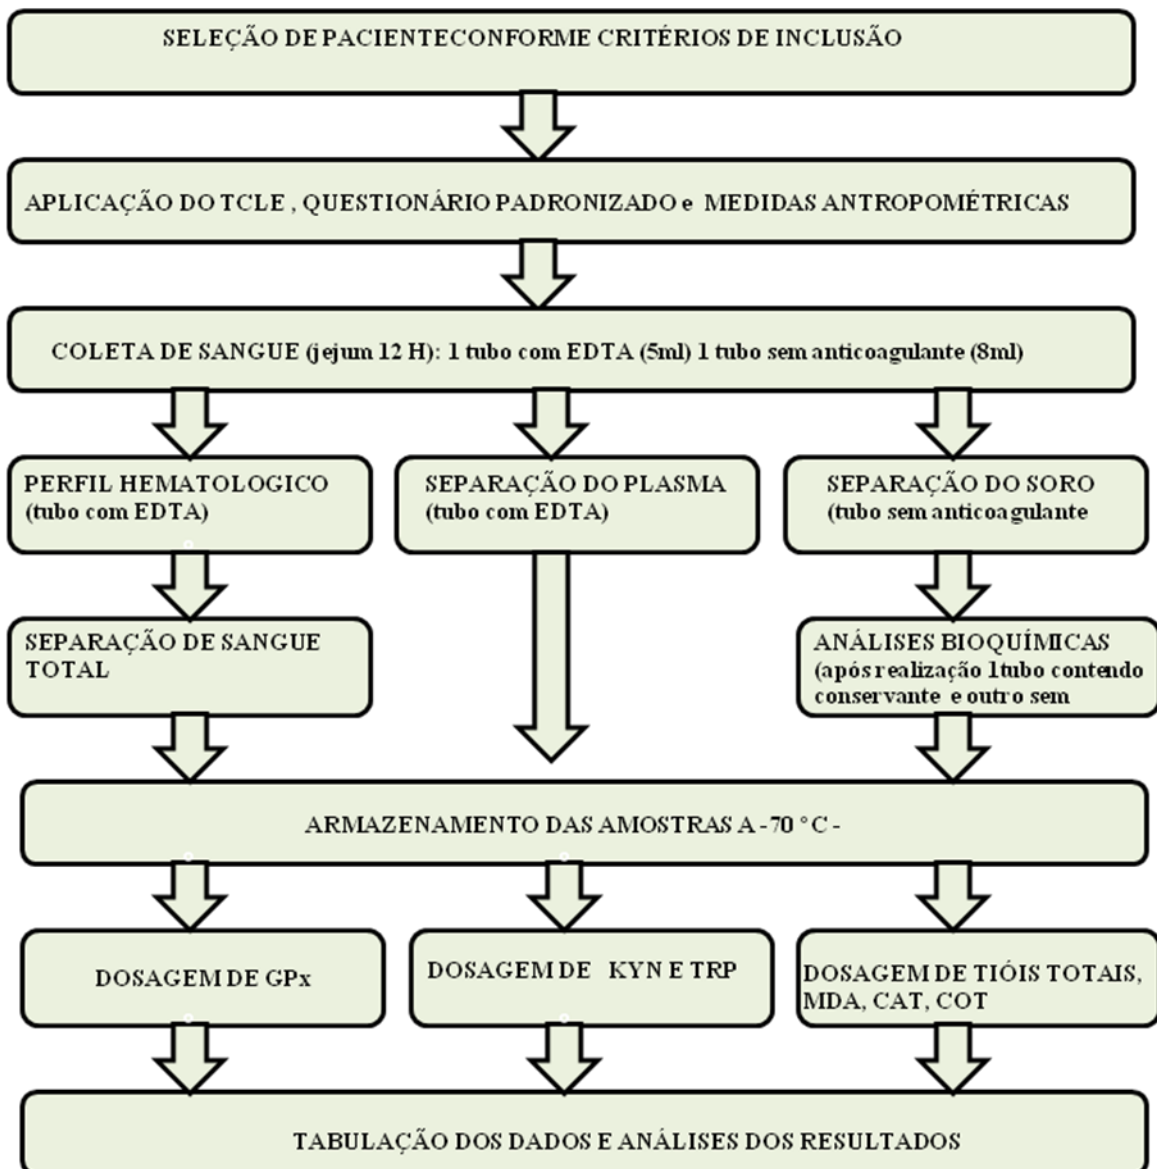 SELEÇÃO DE PACIENTECONFORME CRITÉRIOS DE INCLUSÃO
APLICAÇÃO DO TCLE , QUESTIONÁRIO PADRONIZADO e MEDIDAS ANTROPOMÉTRICAS
COLETA DE SANGUE (jejum 12 H): 1 tubo com EDTA (5ml) 1 tubo sem anticoagulante (8ml)
PERFIL HEMATOLOGICO
(tubo com EDTA)
SEPARAÇÃO DO PLASMA
(tubo com EDTA)
SEPARAÇÃO DO SORO
(tubo sem anticoagulante
SEPARAÇÃO DE SANGUE
TOTAL
ANÁLISES BIOQUÍMICAS
(após realização 1tubo contendo
conservante e outro sem
ARMAZENAMENTO DAS AMOSTRAS A -70 °C -
DOSAGEM DE GPx
DOSAGEM DE KYN E TRP
DOSAGEM DE TIÓIS TOTAIS,
MDA, CAT, COT
TABULAÇÃO DOS DADOS E ANÁLISES DOS RESULTADOS